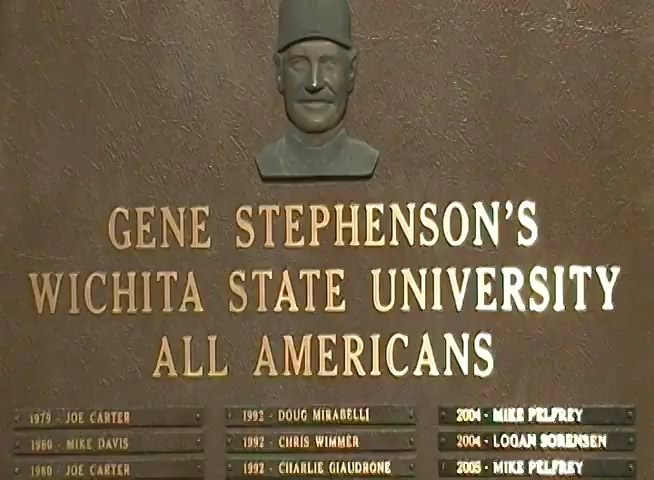 GENE STEPHENSON'S
WICHITA STATE UNIVERSITY
ALL AMERICANS
1979 - JOE CARTER
1980 - MIKE DAVIS
1980 - JOE CARTER
1992 - DOUG MIRABELLI
1992 - CHRIS WIMMER
1992 - CHARLIE GIAUDRONE
2004 - MIKE PELFREY
2004 - LOGAN SORENSEN
2005 - MIKE PELFREY